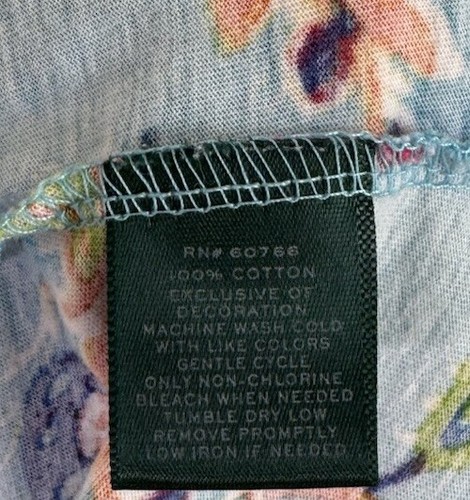 RN# 60766
100% COTTON
EXCLUSIVE OF
DECORATION
MACHINE WASH COLD
WITH LIKE COLORS
GENTLE CYCLE
ONLY NON-CHLORINE
BLEACH WHEN NEEDED
TUMBLE DRY LOW
REMOVE PROMPTLY
LOW IRON IF NEEDED